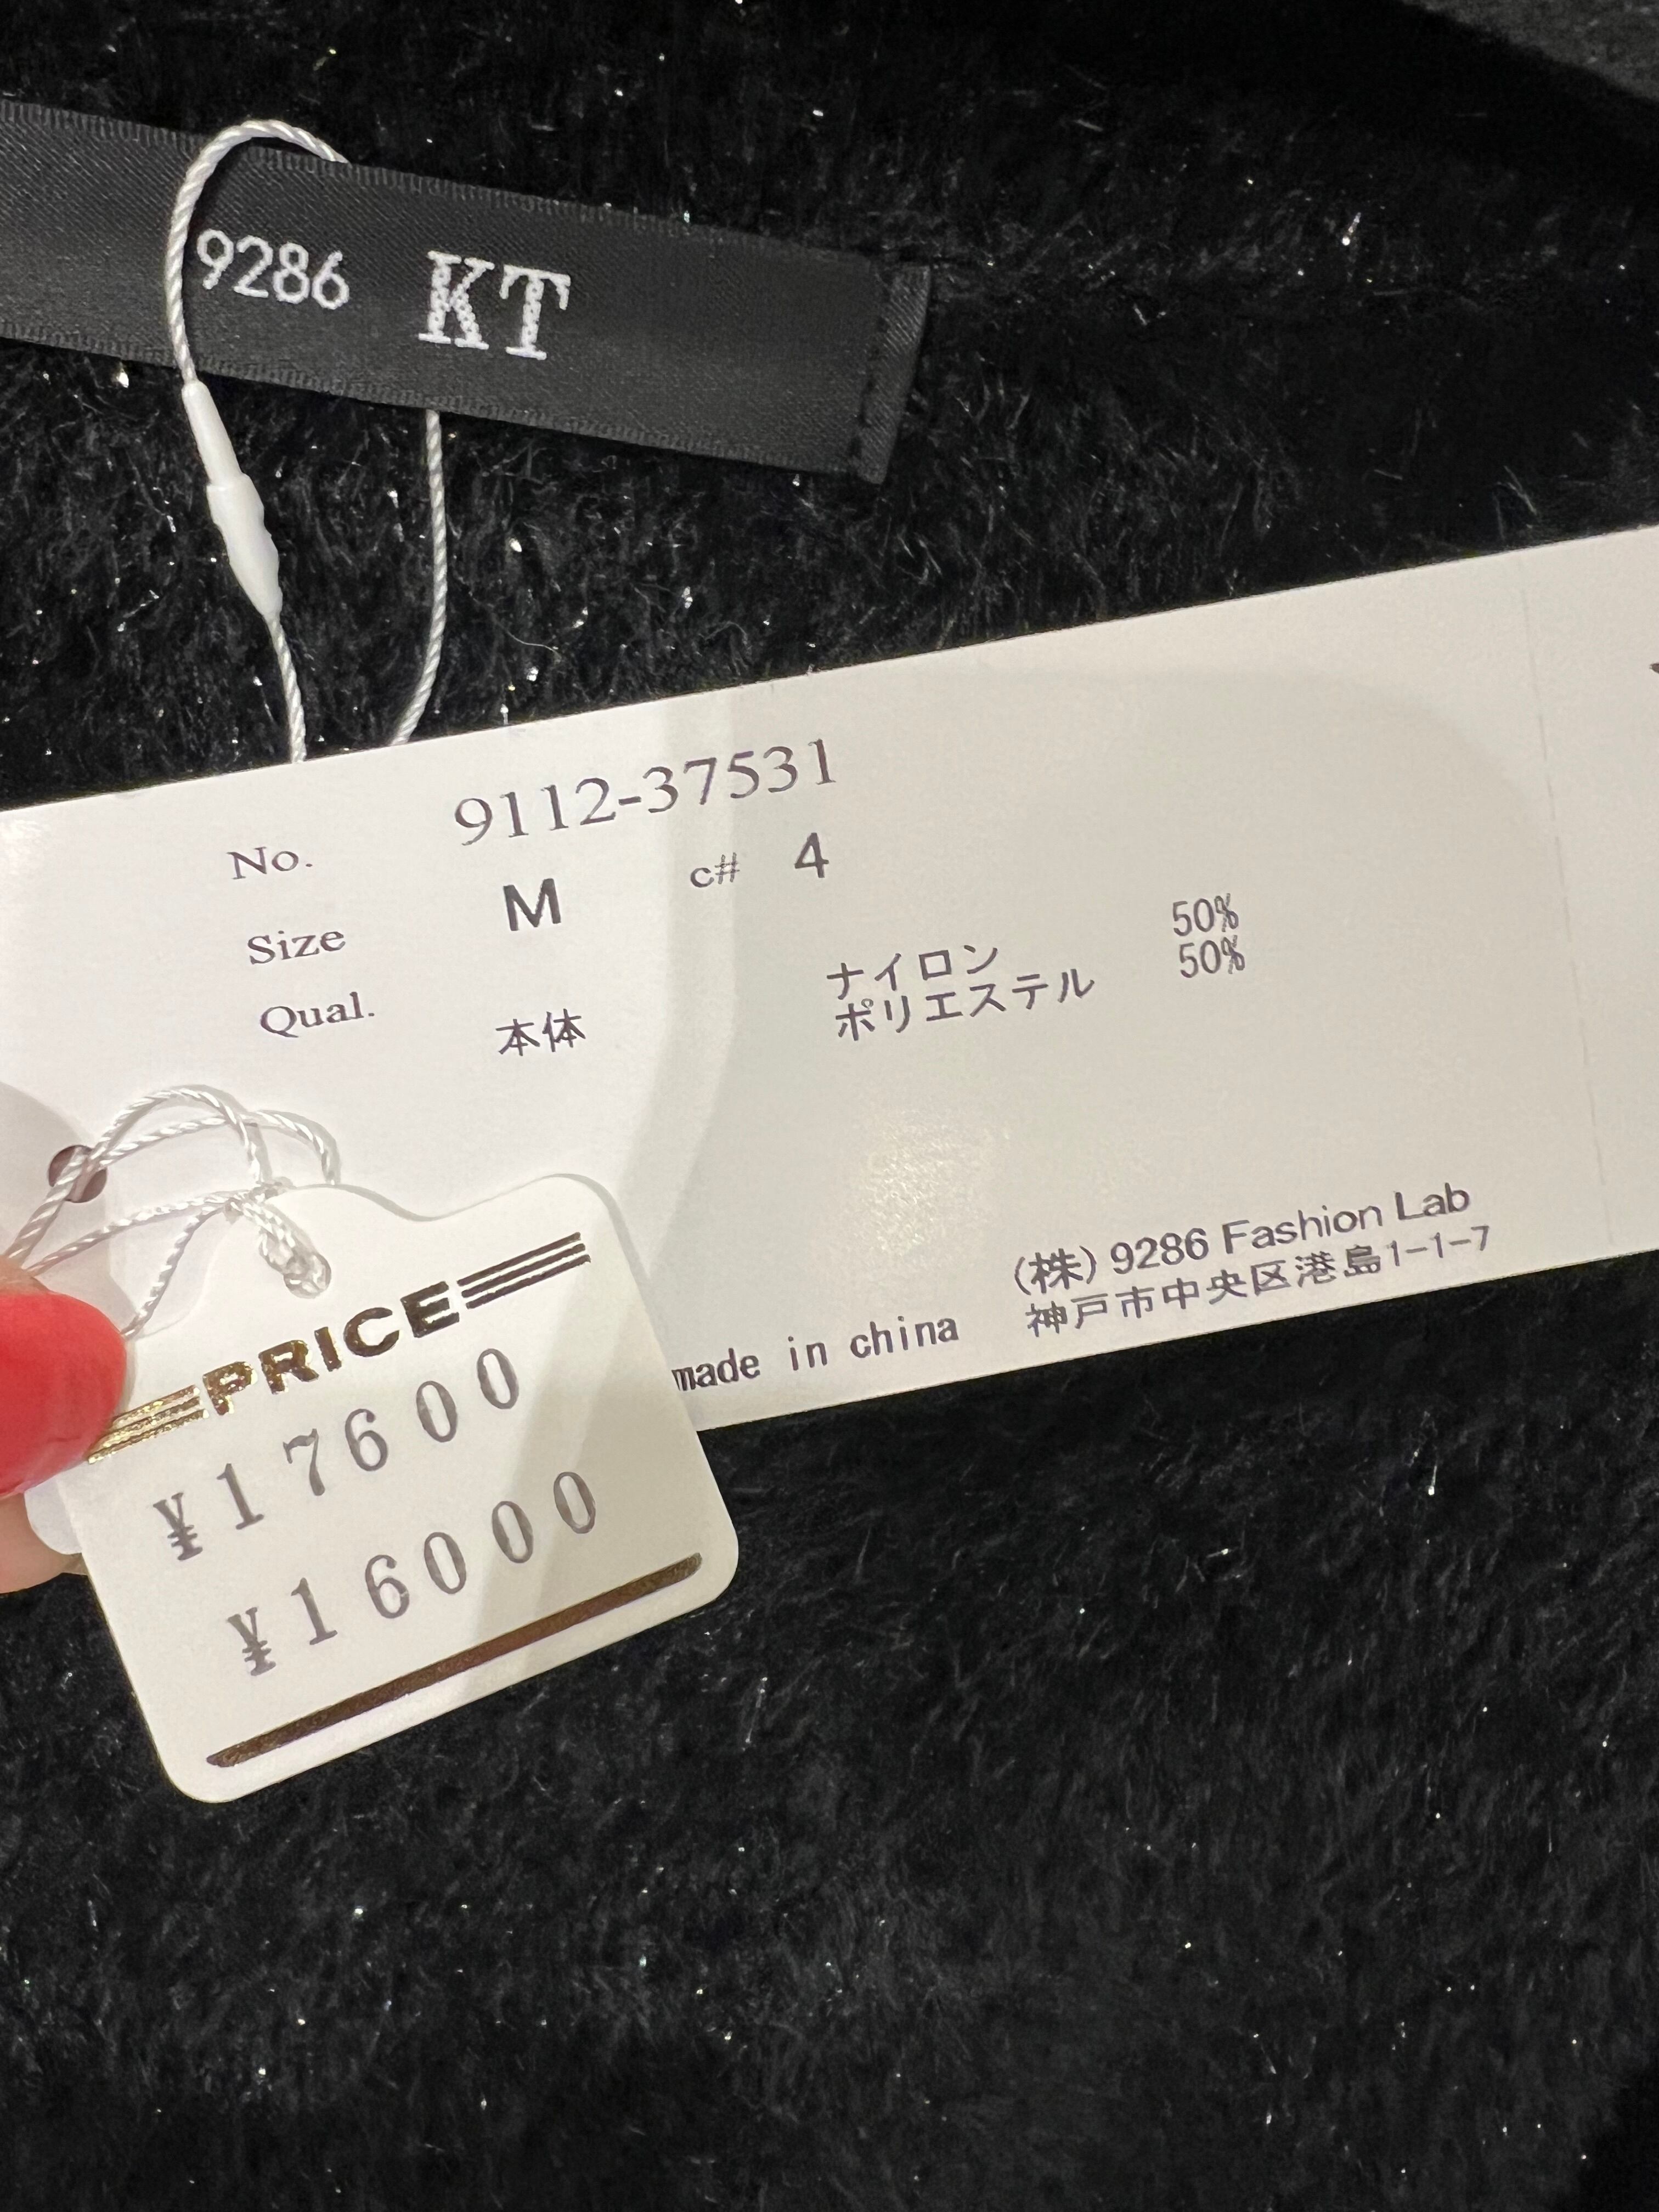 9286 KT
No. 9112-37531
Size M c# 4
Qual. 本体 ナイロン 50%
ポリエステル 50%
(株) 9286 Fashion Lab
神戸市中央区港島1-1-7
made in china
PRICE
¥17600
¥16000